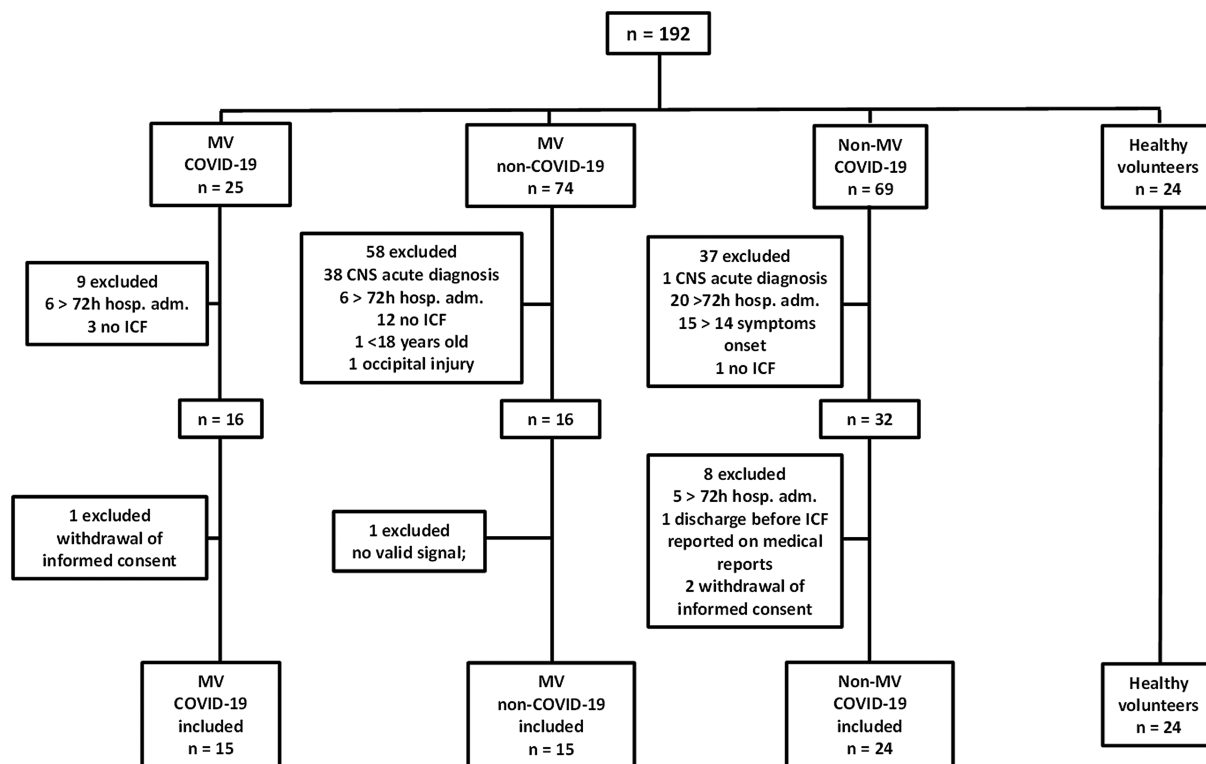 n = 192
MV
COVID-19
n = 25
MV
non-COVID-19
n = 74
Non-MV
COVID-19
n = 69
Healthy
volunteers
n = 24
9 excluded
6 > 72h hosp. adm.
3 no ICF
58 excluded
38 CNS acute diagnosis
6 > 72h hosp. adm.
12 no ICF
1 <18 years old
1 occipital injury
37 excluded
1 CNS acute diagnosis
20 >72h hosp. adm.
15 > 14 symptoms
onset
1 no ICF
n = 16
n = 16
n = 32
1 excluded
withdrawal of
informed consent
1 excluded
no valid signal;
8 excluded
5 > 72h hosp. adm.
1 discharge before ICF
reported on medical
reports
2 withdrawal of
informed consent
MV
COVID-19
included
n = 15
MV
non-COVID-19
included
n = 15
Non-MV
COVID-19
included
n = 24
Healthy
volunteers
n = 24